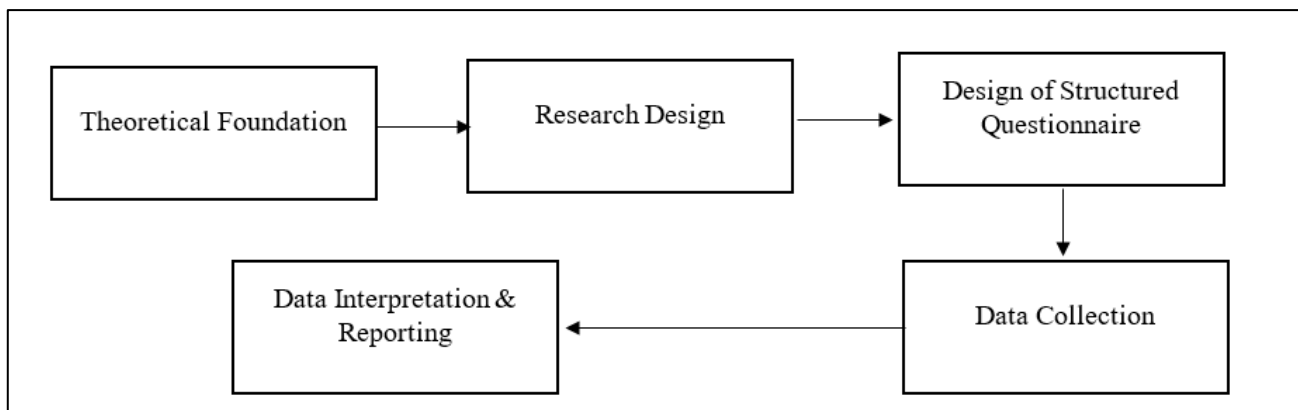 Theoretical Foundation
Research Design
Design of Structured
Questionnaire
Data Collection
Data Interpretation &
Reporting